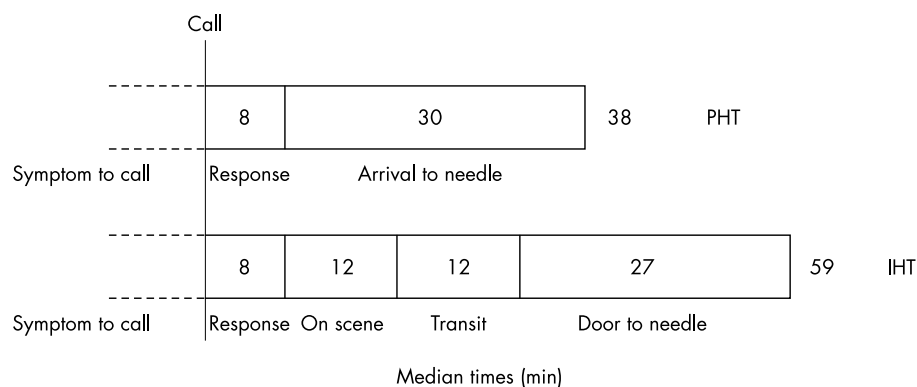 Call
8 30 38 PHT
Symptom to call Response Arrival to needle
8 12 12 27 59 IHT
Symptom to call Response On scene Transit Door to needle
Median times (min)